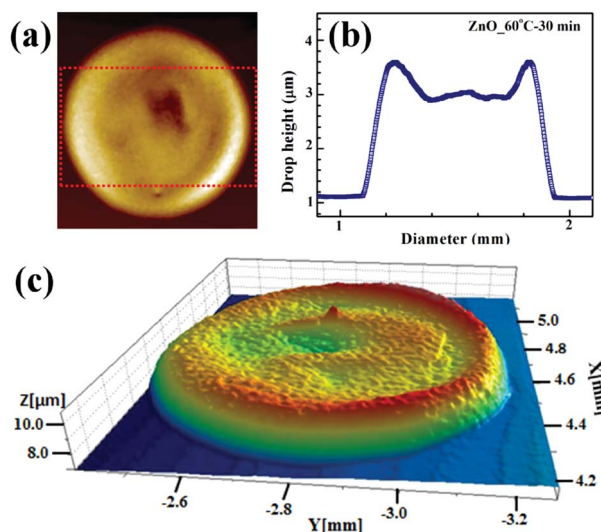 (a)
(b)
ZnO_60°C-30 min
4
3
2
1
Drop height (μm)
1
2
Diameter (mm)
(c)
Z[μm]
10.0
8.0
-2.6
-2.8
-3.0
-3.2
Y[mm]
5.0
4.8
4.6
4.4
4.2
X[mm]